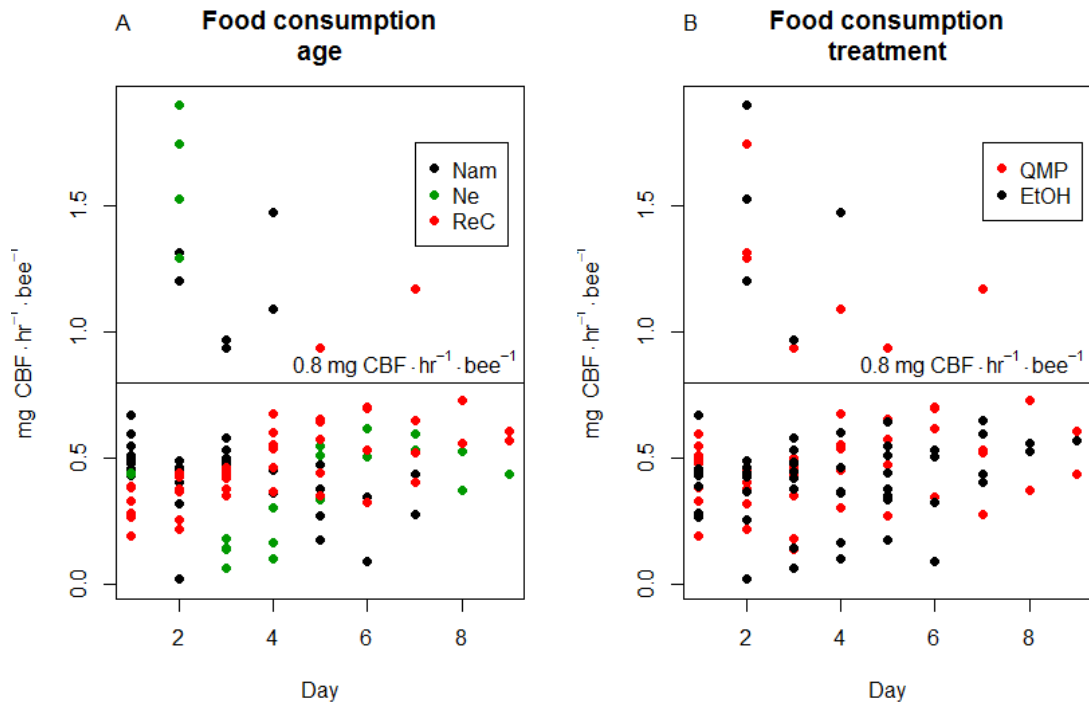 A
Food consumption
age
mg CBF · hr⁻¹ · bee⁻¹
0.0
0.5
1.0
1.5
Nam
Ne
ReC
0.8 mg CBF · hr⁻¹ · bee⁻¹
2 4 6 8
Day
B
Food consumption
treatment
mg CBF · hr⁻¹ · bee⁻¹
0.0
0.5
1.0
1.5
QMP
EtOH
0.8 mg CBF · hr⁻¹ · bee⁻¹
2 4 6 8
Day